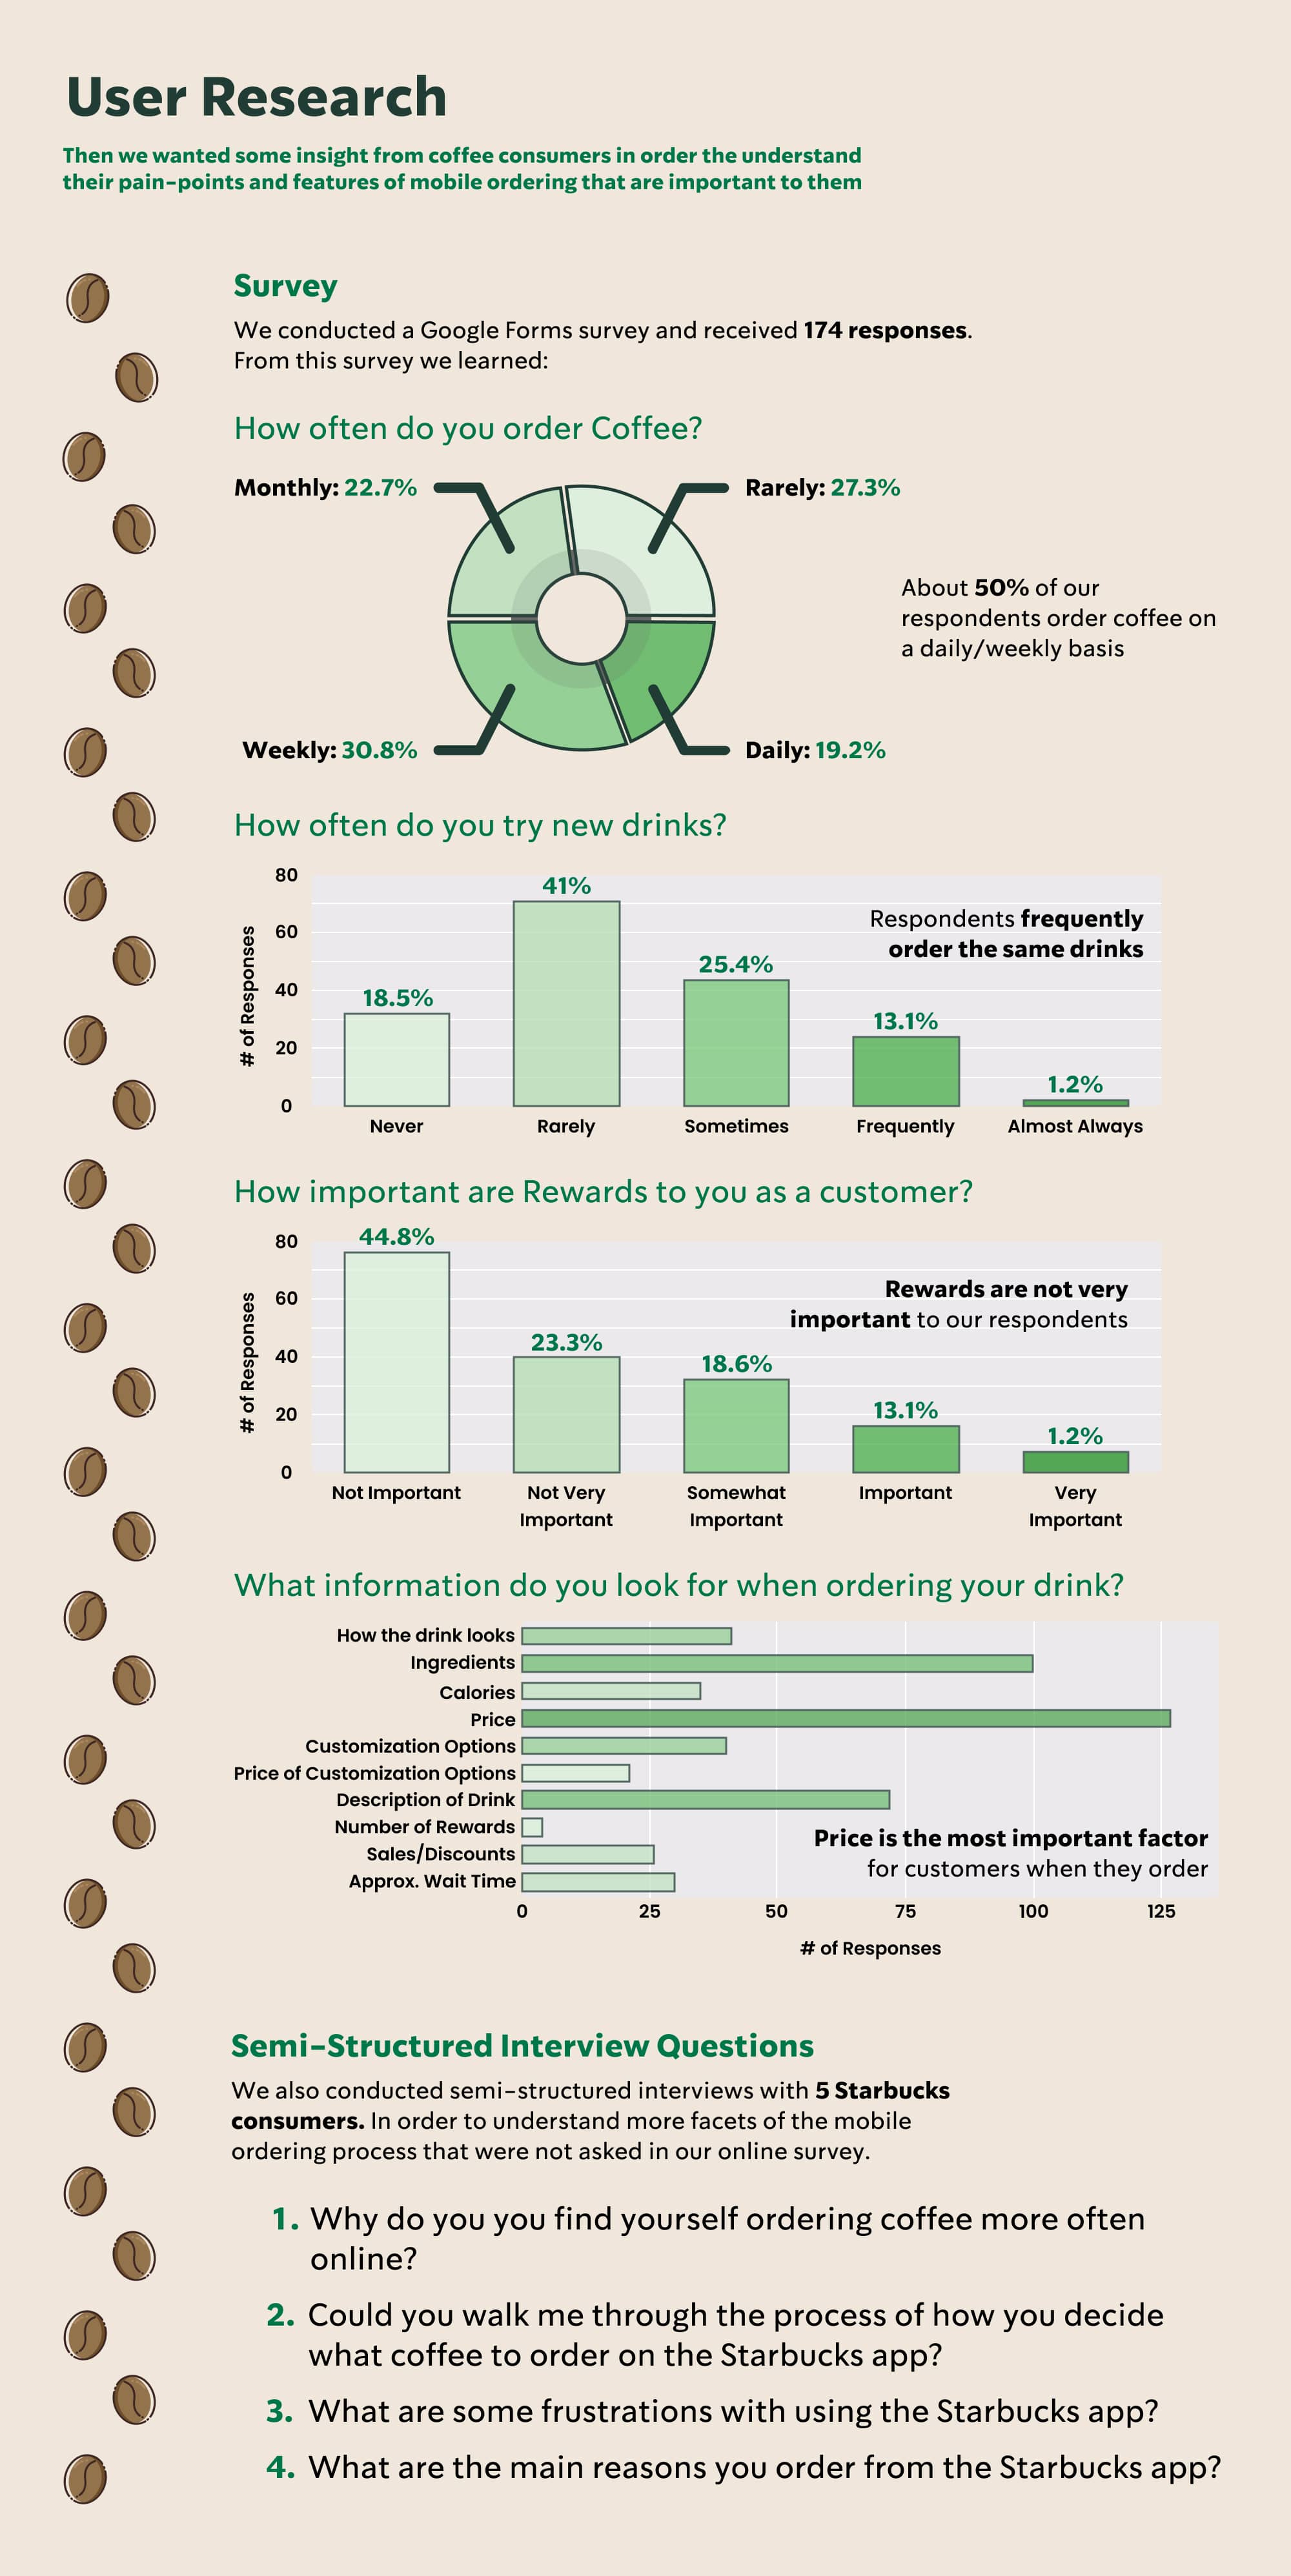 User Research
Then we wanted some insight from coffee consumers in order the understand
their pain-points and features of mobile ordering that are important to them
Survey
We conducted a Google Forms survey and received 174 responses.
From this survey we learned:
How often do you order Coffee?
Monthly: 22.7%
Rarely: 27.3%
About 50% of our
respondents order coffee on
a daily/weekly basis
Weekly: 30.8%
Daily: 19.2%
How often do you try new drinks?
# of Responses
80
60
40
20
0
18.5%
41%
25.4%
13.1%
1.2%
Respondents frequently
order the same drinks
Never
Rarely
Sometimes
Frequently
Almost Always
How important are Rewards to you as a customer?
# of Responses
80
60
40
20
0
44.8%
23.3%
18.6%
13.1%
1.2%
Rewards are not very
important to our respondents
Not Important
Not Very
Important
Somewhat
Important
Important
Very
Important
What information do you look for when ordering your drink?
How the drink looks
Ingredients
Calories
Price
Customization Options
Price of Customization Options
Description of Drink
Number of Rewards
Sales/Discounts
Approx. Wait Time
Price is the most important factor
for customers when they order
0
25
50
75
100
125
# of Responses
Semi-Structured Interview Questions
We also conducted semi-structured interviews with 5 Starbucks
consumers. In order to understand more facets of the mobile
ordering process that were not asked in our online survey.
1. Why do you you find yourself ordering coffee more often
online?
2. Could you walk me through the process of how you decide
what coffee to order on the Starbucks app?
3. What are some frustrations with using the Starbucks app?
4. What are the main reasons you order from the Starbucks app?